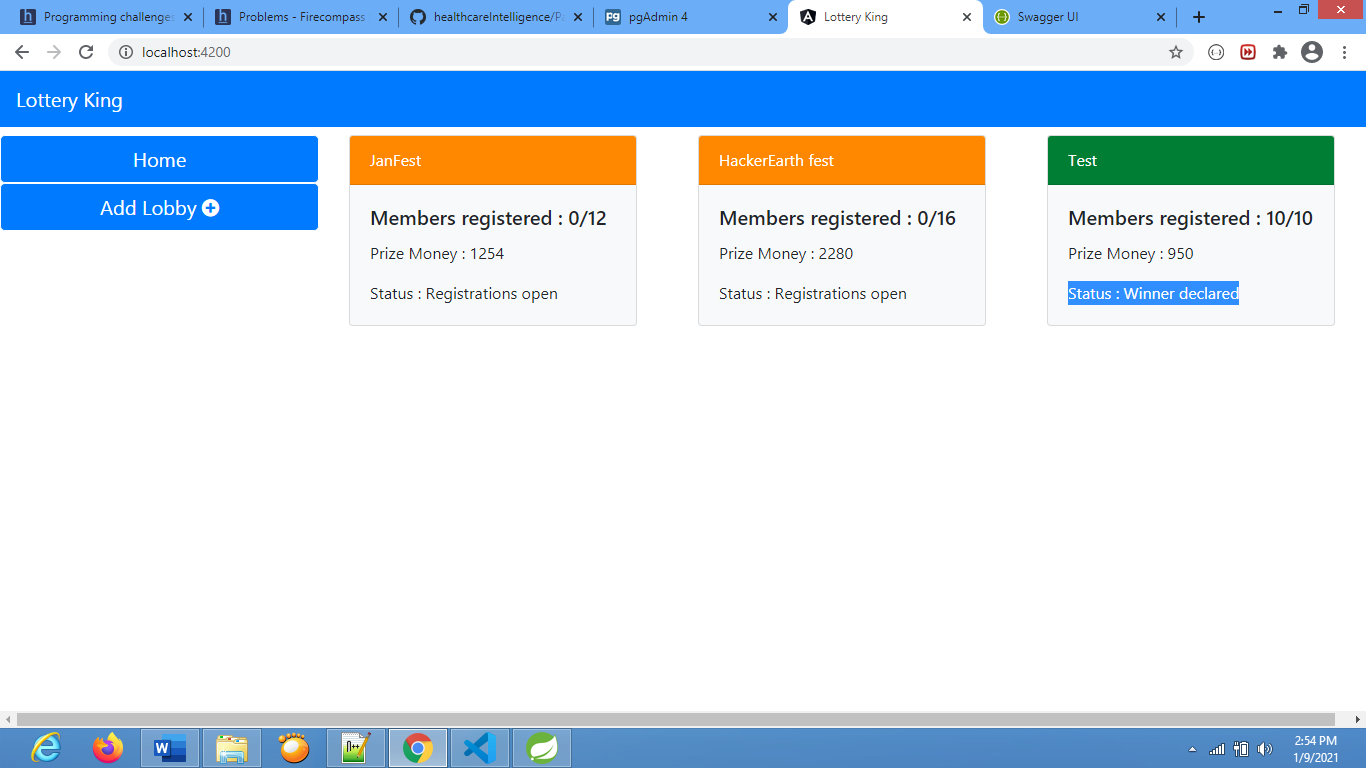 Programming challenges
Problems - Firecompass
healthcareIntelligence/Pa
pgAdmin 4
Lottery King
Swagger UI
localhost:4200
Lottery King
Home
Add Lobby
JanFest
Members registered : 0/12
Prize Money : 1254
Status : Registrations open
HackerEarth fest
Members registered : 0/16
Prize Money : 2280
Status : Registrations open
Test
Members registered : 10/10
Prize Money : 950
Status : Winner declared
2:54 PM
1/9/2021